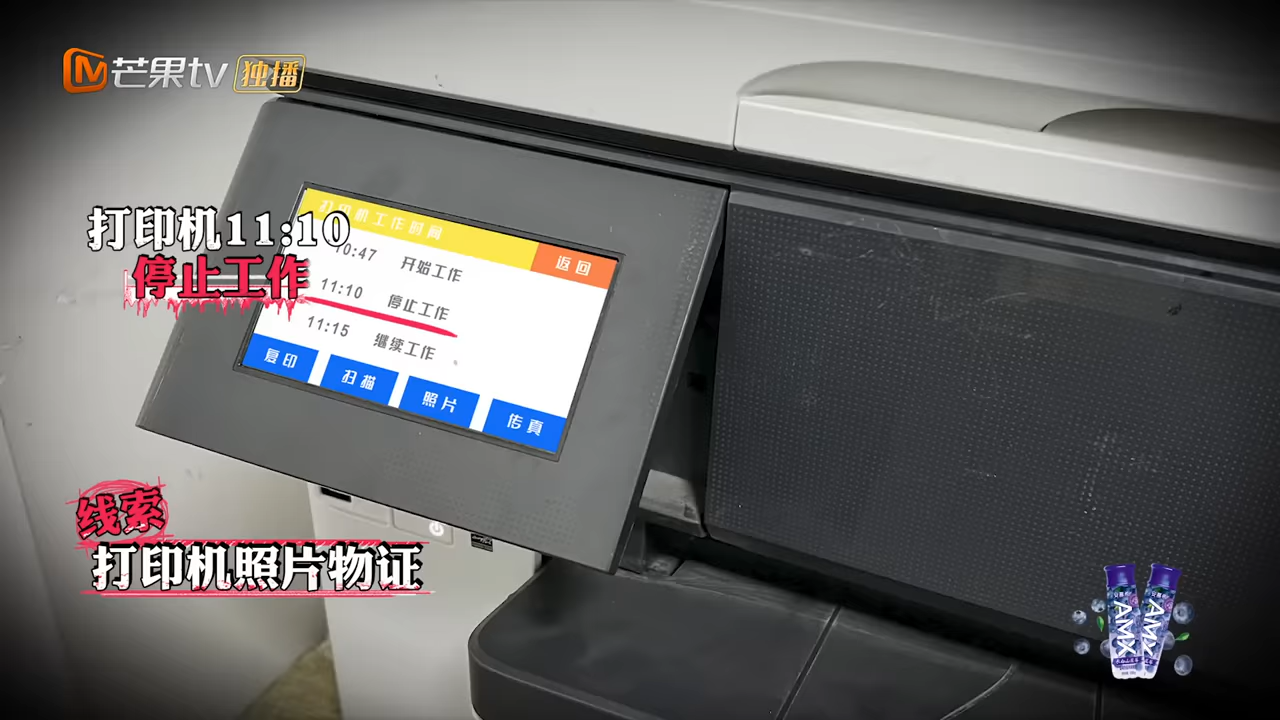 芒果tv 独播
打印机11:10
停止工作
打印机工作时间
返回
10:47 开始工作
11:10 停止工作
11:15 继续工作
复印 扫描 照片 传真
线索
打印机照片物证
AMX AMX